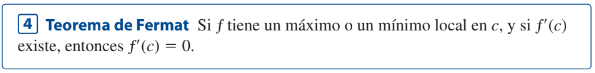 4 Teorema de Fermat Si f tiene un máximo o un mínimo local en c, y si f′(c)
existe, entonces f′(c) = 0.